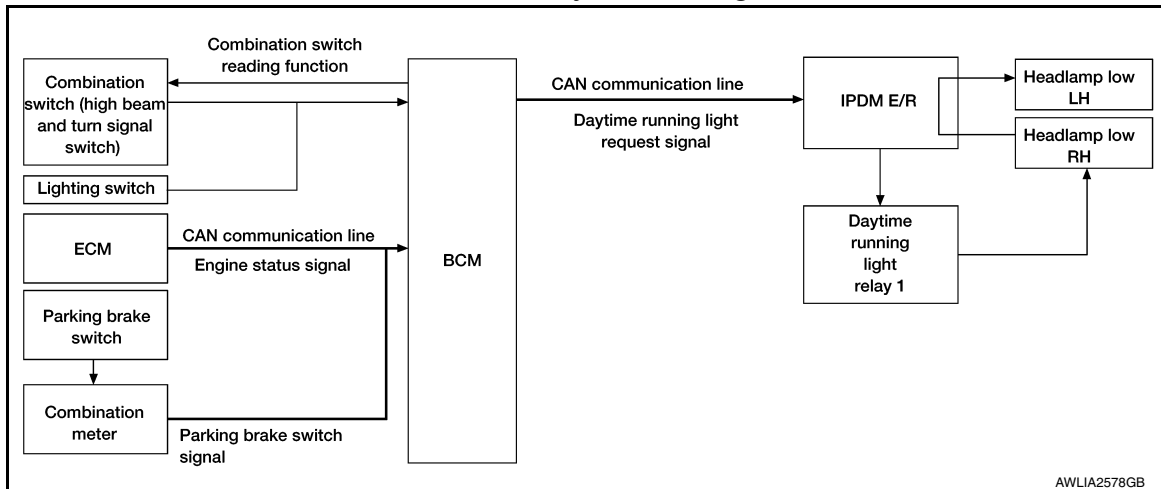 Combination switch
reading function
Combination
switch (high beam
and turn signal
switch)
Lighting switch
ECM
CAN communication line
Engine status signal
Parking brake
switch
Combination
meter
Parking brake switch
signal
BCM
CAN communication line
Daytime running light
request signal
IPDM E/R
Headlamp low
LH
Headlamp low
RH
Daytime
running
light
relay 1
AWLIA2578GB